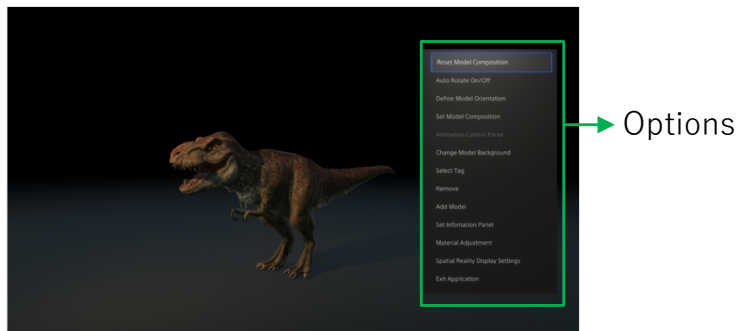 Reset Model Composition
Auto Rotate On/Off
Define Model Orientation
Set Model Composition
Animation Control Panel
Change Model Background
Select Tag
Remove
Add Model
Set Infomation Panel
Material Adjustment
Spatial Reality Display Settings
Exit Application
Options